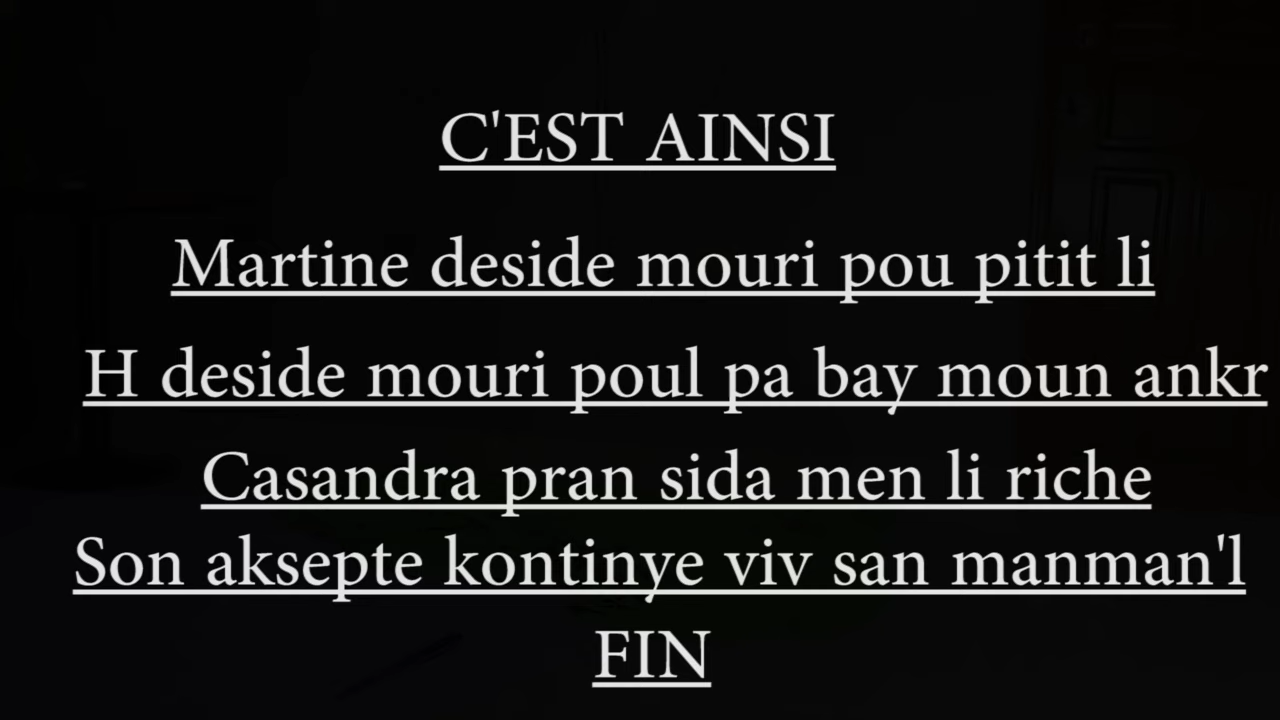 C'EST AINSI
Martine deside mouri pou pitit li
H deside mouri poul pa bay moun ankr
Casandra pran sida men li riche
Son aksepte kontinye viv san manman'l
FIN